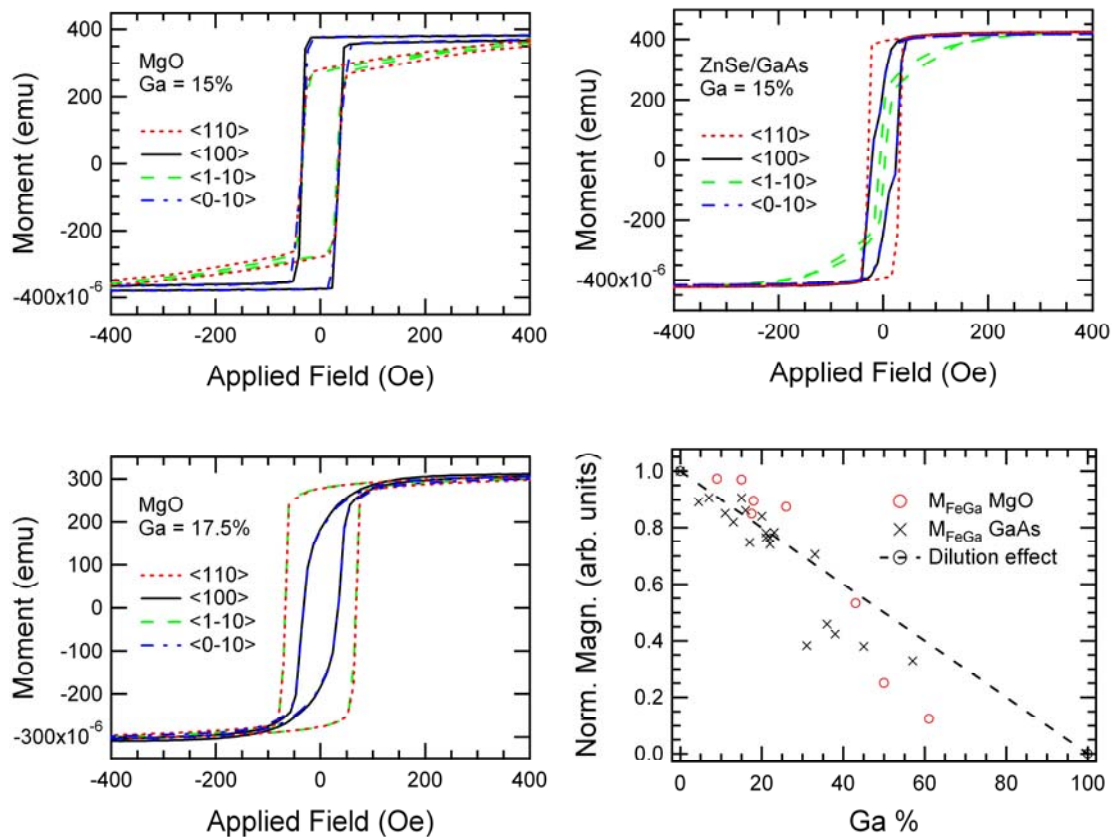 Moment (emu)
400
200
0
-200
-400x10-6
MgO
Ga = 15%
<110>
<100>
<1-10>
<0-10>
-400 -200 0 200 400
Applied Field (Oe)
Moment (emu)
400
200
0
-200
-400x10-6
ZnSe/GaAs
Ga = 15%
<110>
<100>
<1-10>
<0-10>
-400 -200 0 200 400
Applied Field (Oe)
Moment (emu)
300
200
100
0
-100
-200
-300x10-6
MgO
Ga = 17.5%
<110>
<100>
<1-10>
<0-10>
-400 -200 0 200 400
Applied Field (Oe)
Norm. Magn. (arb. units)
1.0
0.8
0.6
0.4
0.2
0.0
MFeGa MgO
MFeGa GaAs
Dilution effect
0 20 40 60 80 100
Ga %